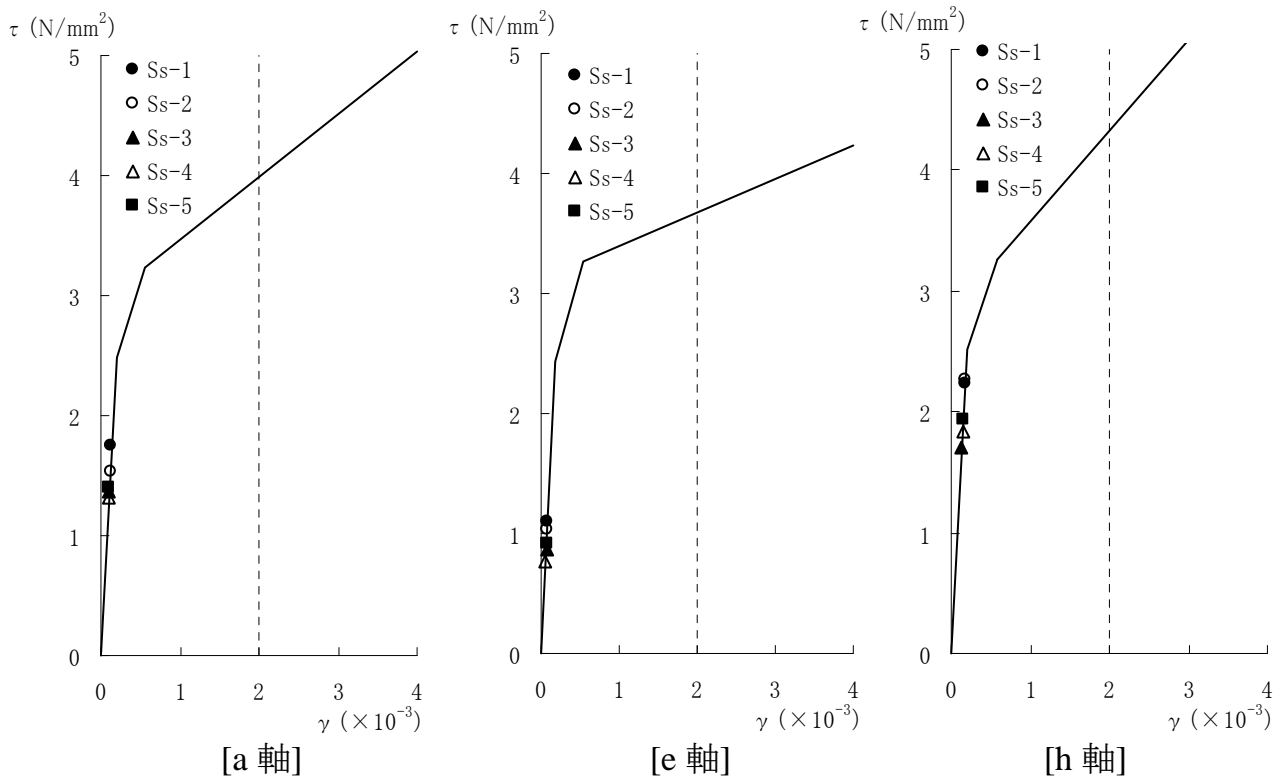 τ (N/mm²)
5
4
3
2
1
0
Ss-1
Ss-2
Ss-3
Ss-4
Ss-5
0 1 2 3 4
γ (×10⁻³)
[a 軸]
τ (N/mm²)
5
4
3
2
1
0
Ss-1
Ss-2
Ss-3
Ss-4
Ss-5
0 1 2 3 4
γ (×10⁻³)
[e 軸]
τ (N/mm²)
5
4
3
2
1
0
Ss-1
Ss-2
Ss-3
Ss-4
Ss-5
0 1 2 3 4
γ (×10⁻³)
[h 軸]